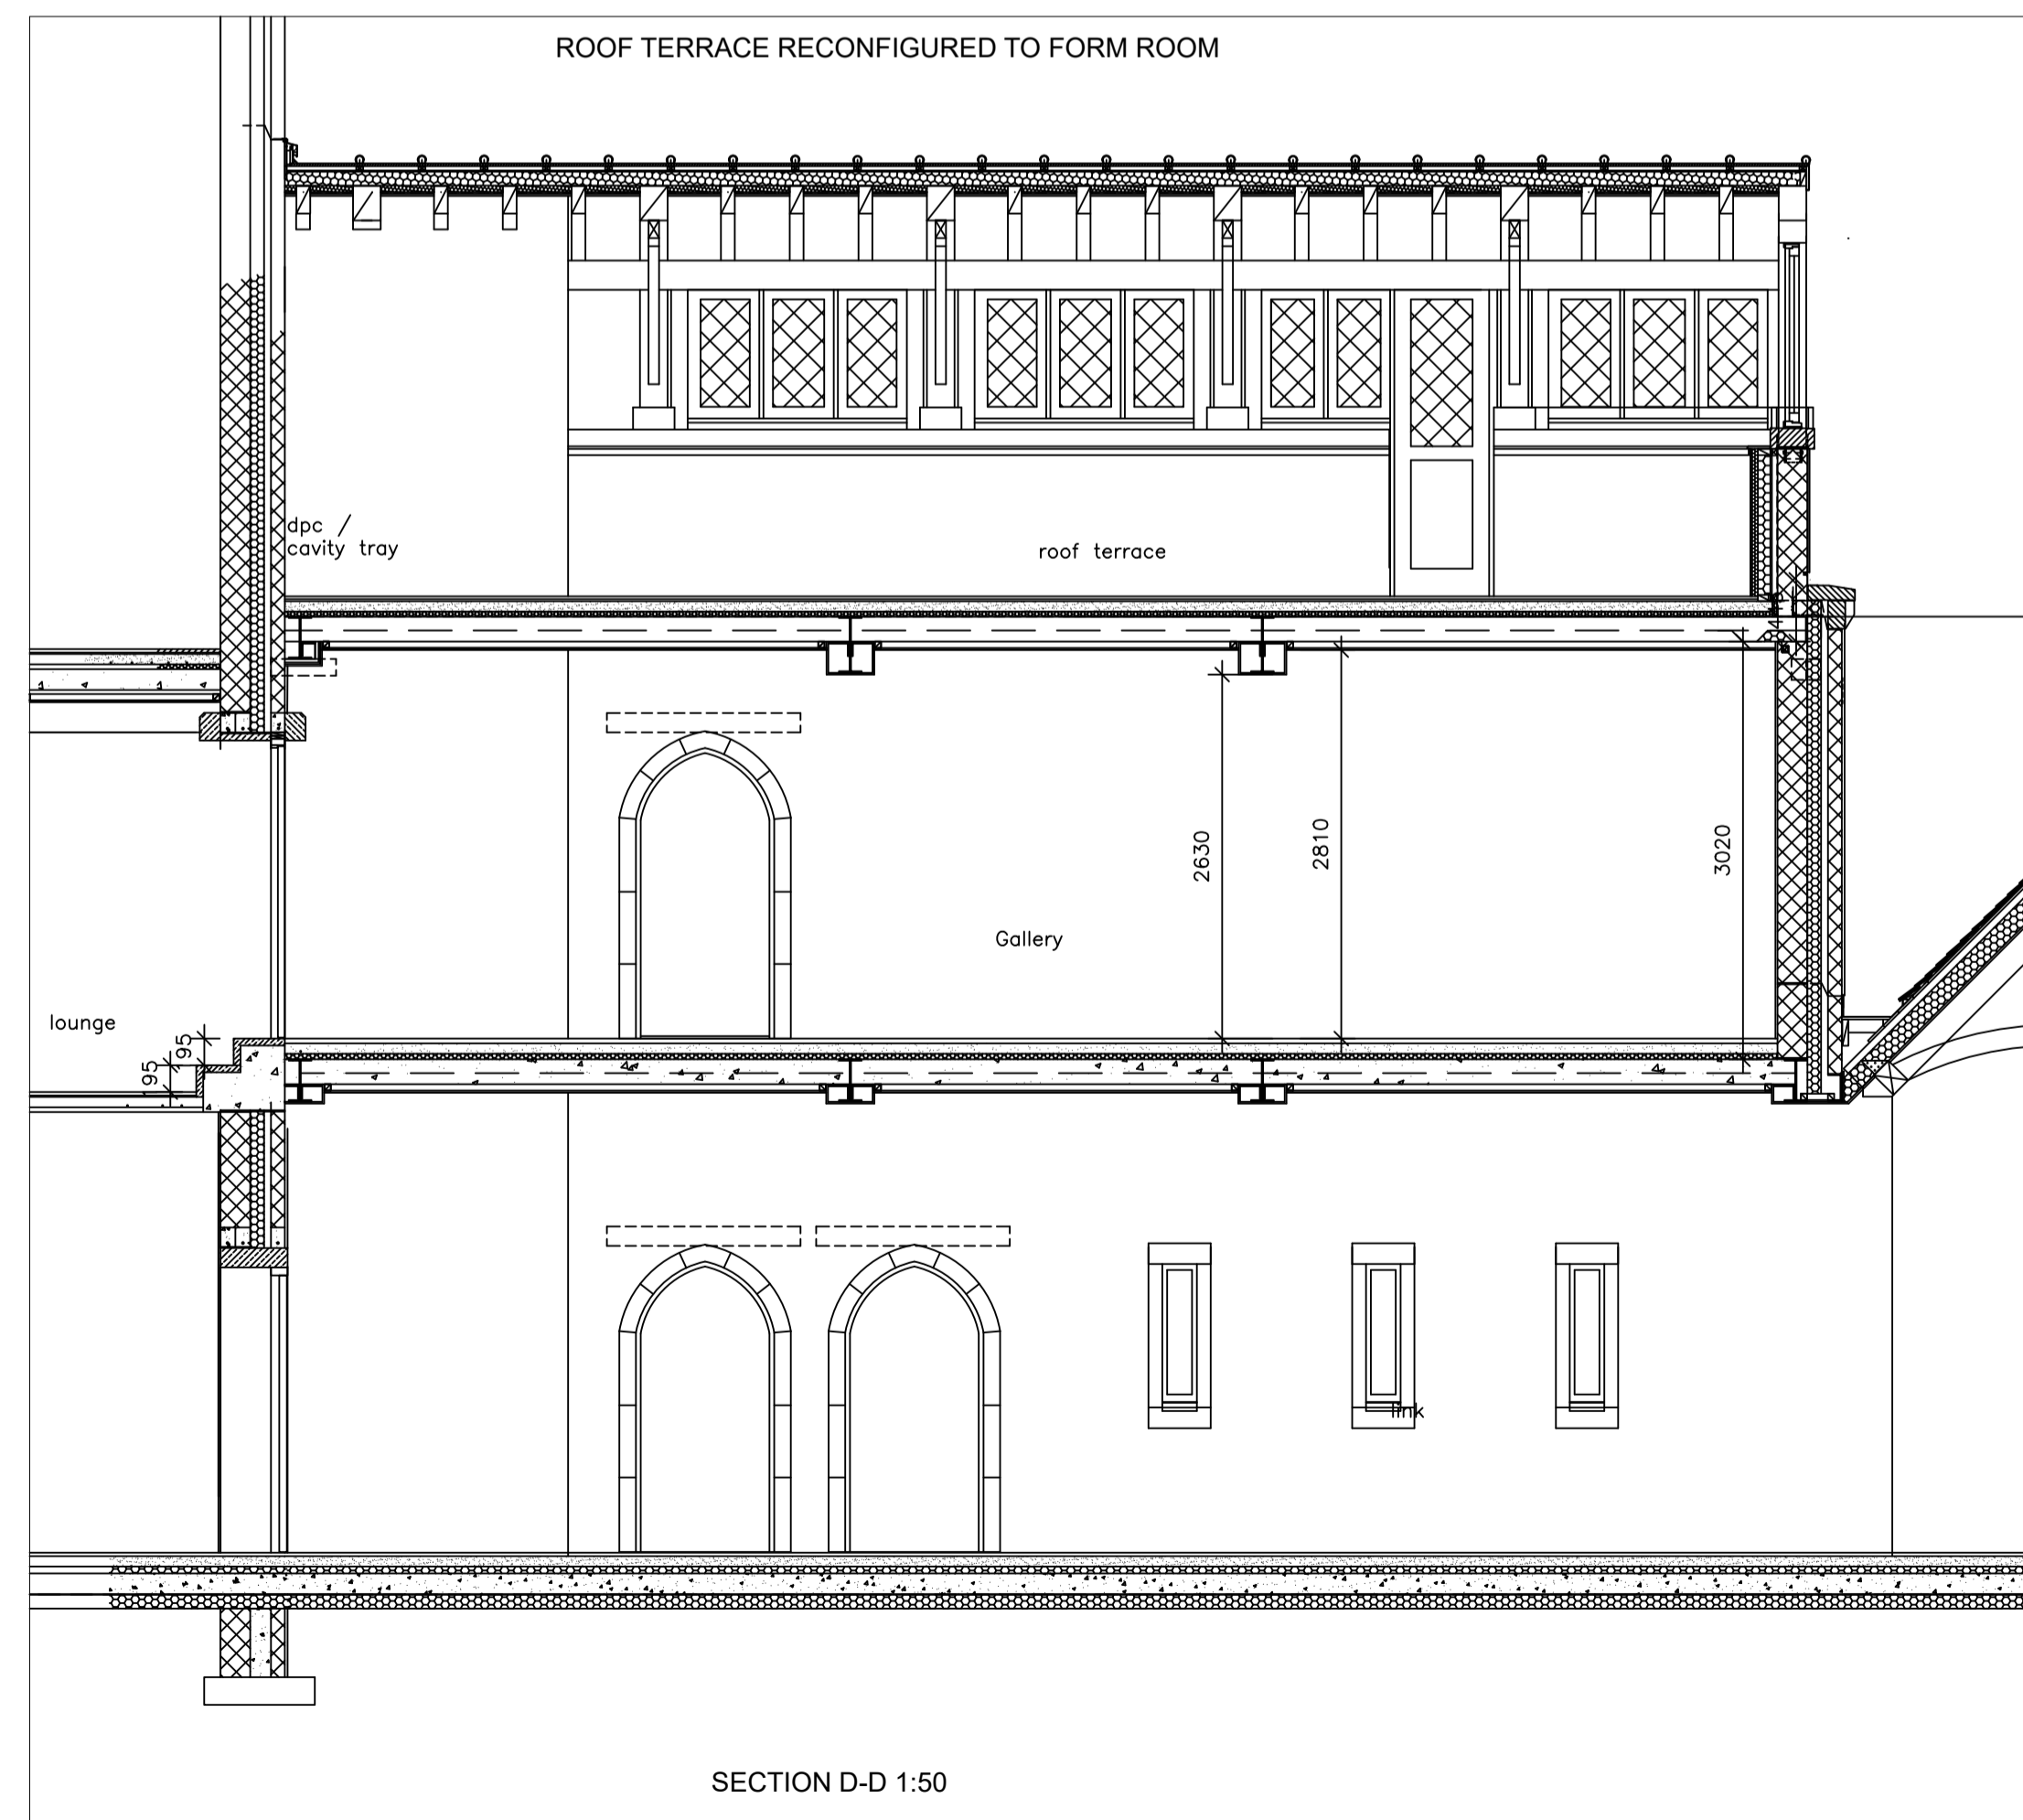 ROOF TERRACE RECONFIGURED TO FORM ROOM
dpc /
cavity tray
roof terrace
2630
2810
3020
Gallery
lounge
195
195
link
SECTION D-D 1:50